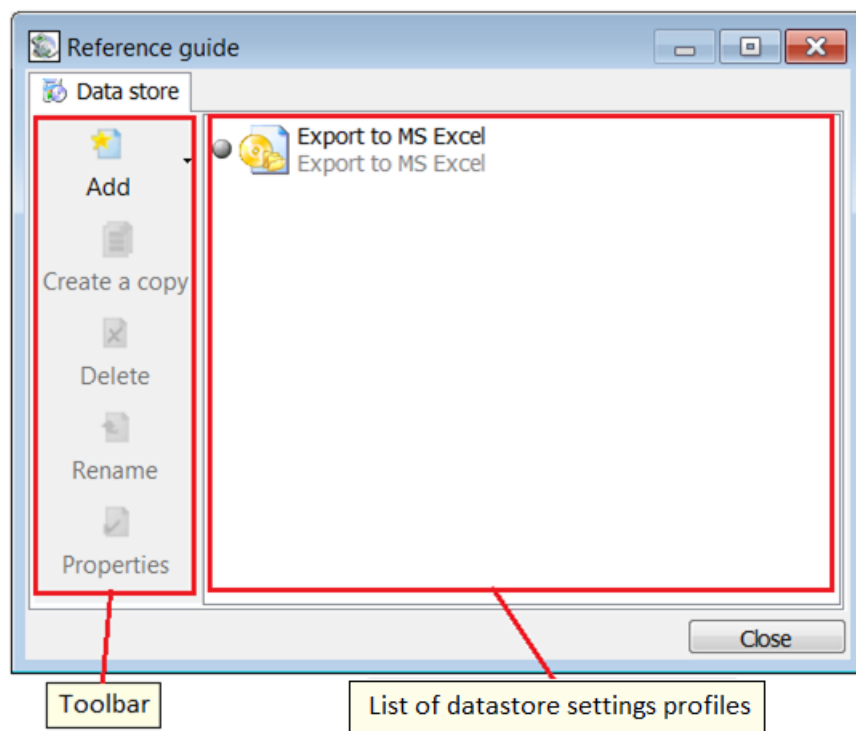 Reference guide
Data store
Add
Create a copy
Delete
Rename
Properties
Export to MS Excel
Export to MS Excel
Close
Toolbar
List of datastore settings profiles